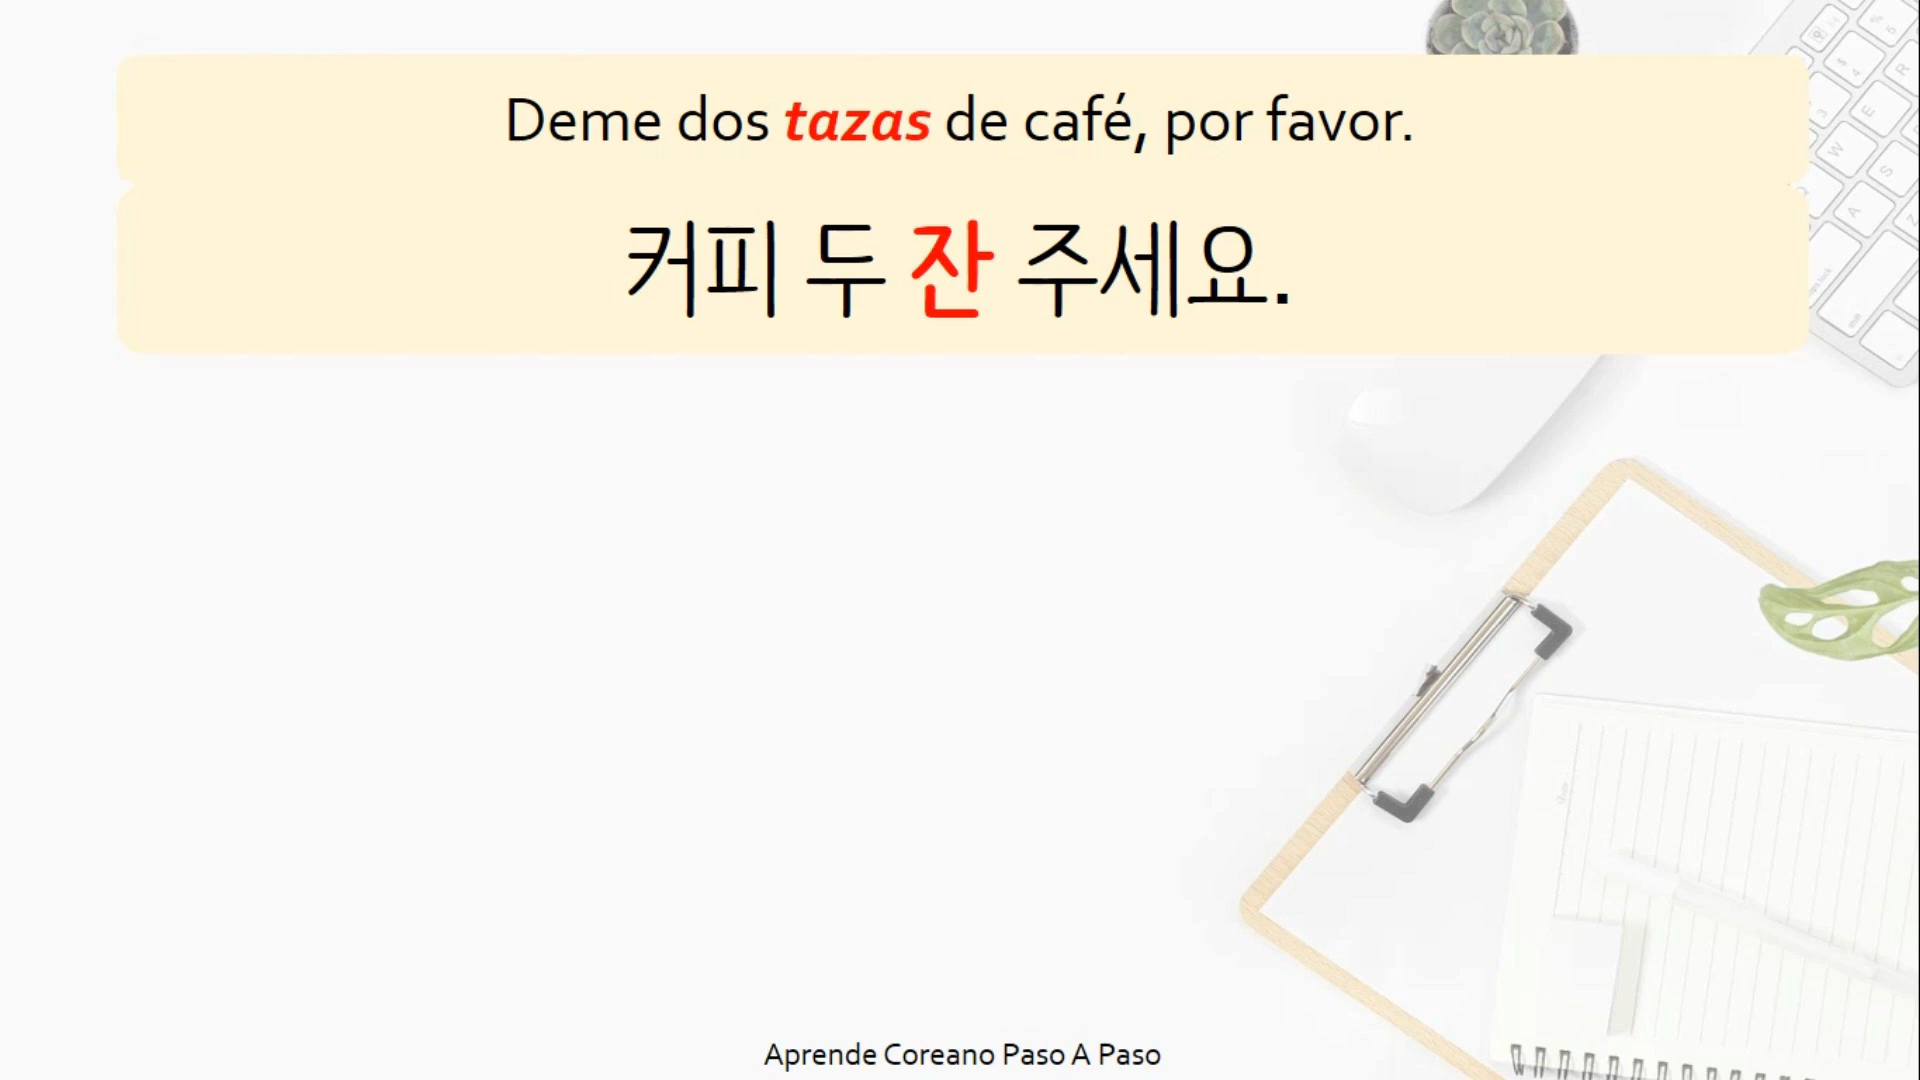 Deme dos tazas de café, por favor.
커피 두 잔 주세요.
Aprende Coreano Paso A Paso